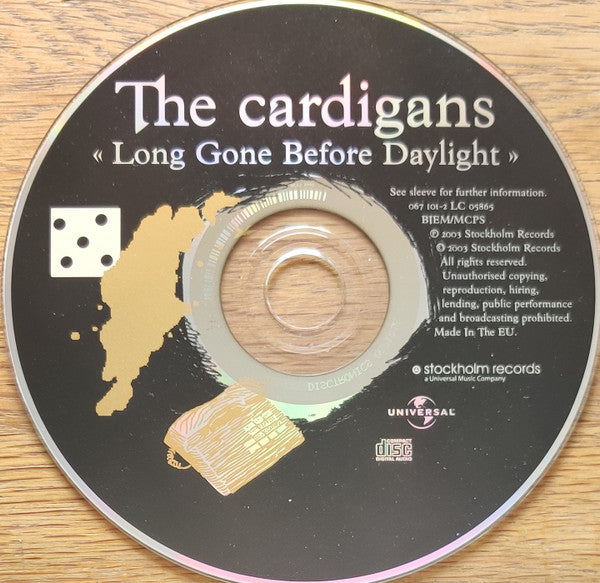 The cardigans
« Long Gone Before Daylight »
See sleeve for further information.
067 101-2 LC 05865
BIEM/MCPS
℗ 2003 Stockholm Records
© 2003 Stockholm Records
All rights reserved.
Unauthorised copying,
reproduction, hiring,
lending, public performance
and broadcasting prohibited.
Made In The EU.
stockholm records
a Universal Music Company
UNIVERSAL
COMPACT
disc
DIGITAL AUDIO
DISCTRONICS